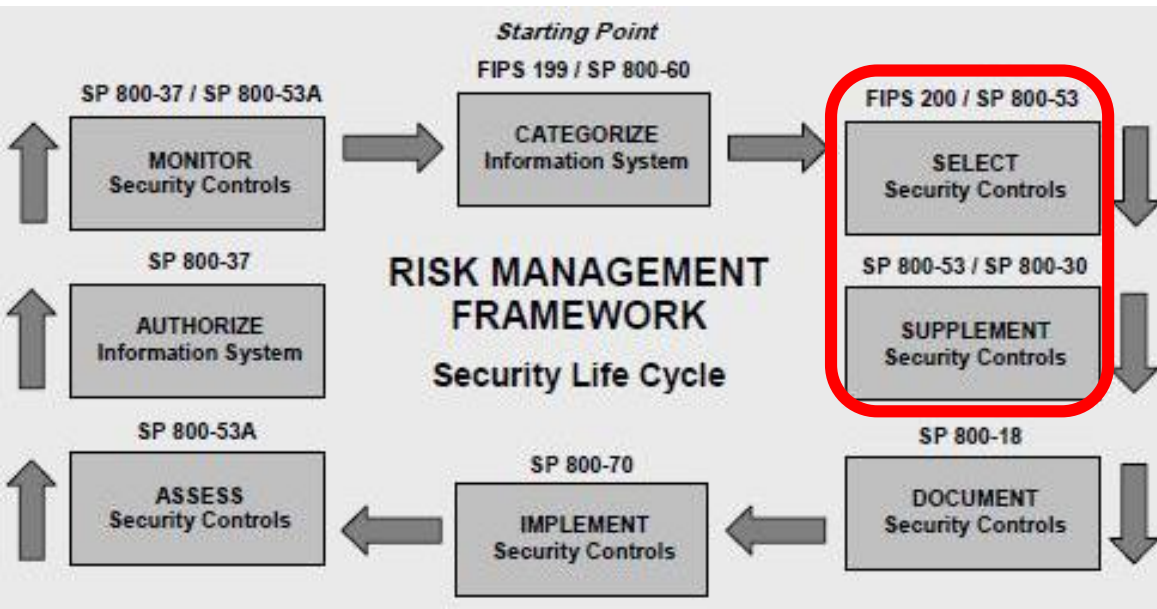 Starting Point
FIPS 199 / SP 800-60
CATEGORIZE
Information System
FIPS 200 / SP 800-53
SELECT
Security Controls
SP 800-53 / SP 800-30
SUPPLEMENT
Security Controls
SP 800-18
DOCUMENT
Security Controls
SP 800-70
IMPLEMENT
Security Controls
SP 800-53A
ASSESS
Security Controls
SP 800-37
AUTHORIZE
Information System
SP 800-37 / SP 800-53A
MONITOR
Security Controls
RISK MANAGEMENT
FRAMEWORK
Security Life Cycle